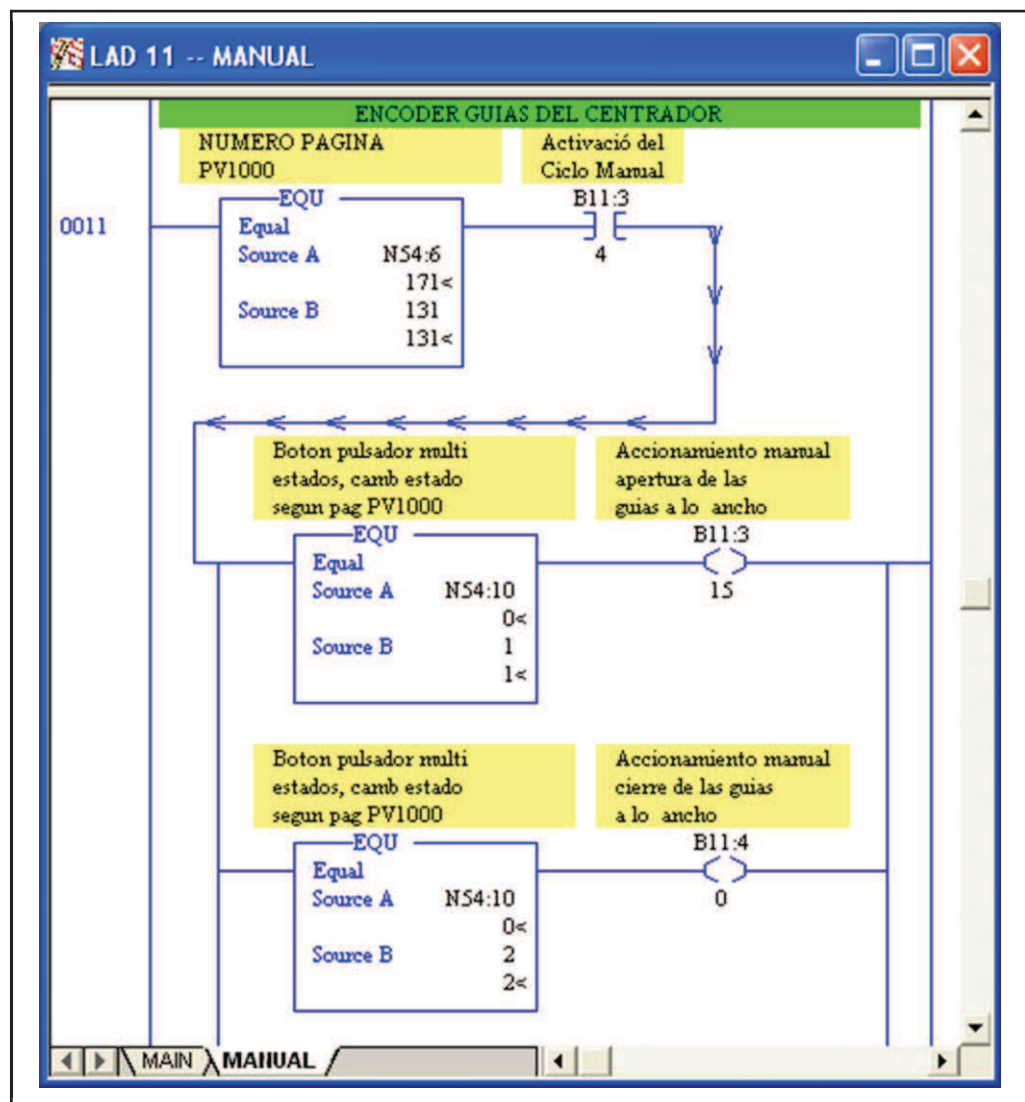 LAD 11 -- MANUAL
ENCODER GUIAS DEL CENTRADOR
NUMERO PAGINA
PV1000
Activació del
Ciclo Manual
0011
EQU
Equal
Source A N54:6
171<
Source B 131
131<
B11:3
4
Boton pulsador multi
estados, camb estado
segun pag PV1000
Accionamiento manual
apertura de las
guias a lo ancho
EQU
Equal
Source A N54:10
0<
Source B 1
1<
B11:3
15
Boton pulsador multi
estados, camb estado
segun pag PV1000
Accionamiento manual
cierre de las guias
a lo ancho
EQU
Equal
Source A N54:10
0<
Source B 2
2<
B11:4
0
MAIN MANUAL